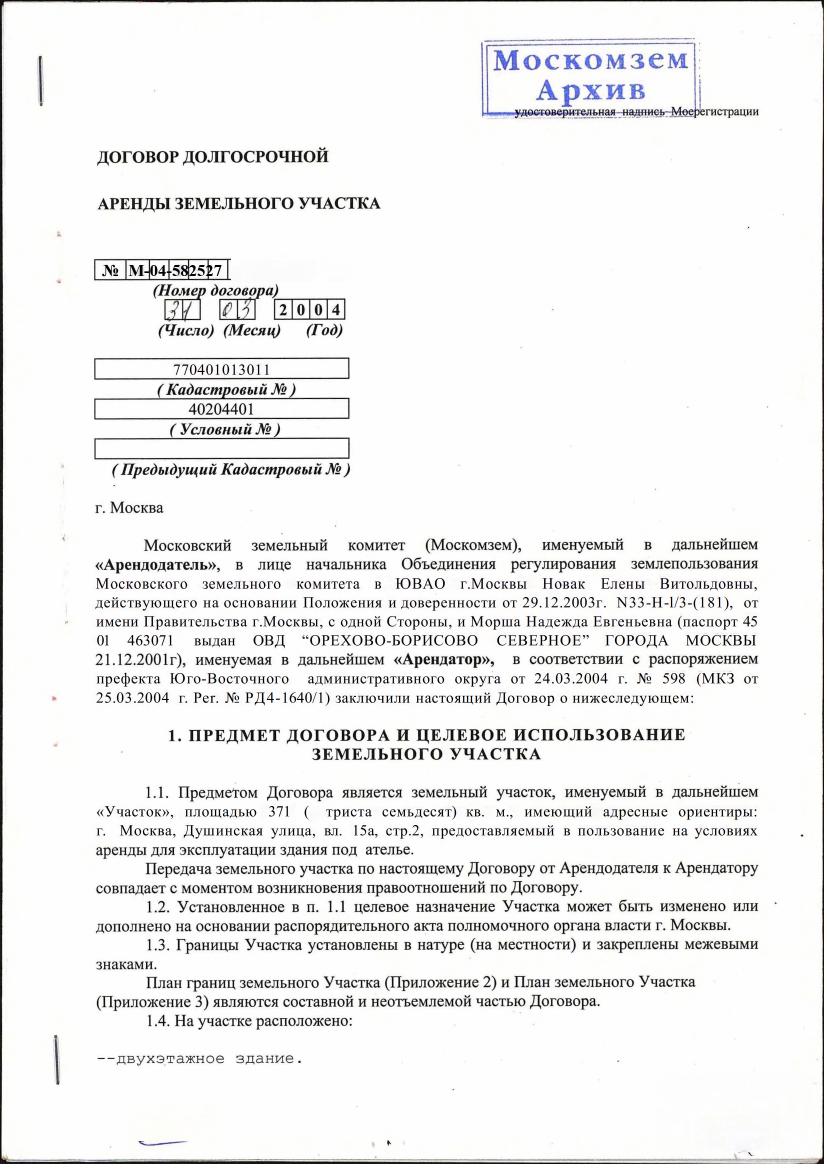 Москомзем
Архив
удостоверительная надпись Моерегистрации
ДОГОВОР ДОЛГОСРОЧНОЙ
АРЕНДЫ ЗЕМЕЛЬНОГО УЧАСТКА
№ М-04-582527
(Номер договора)
31 03 2004
(Число) (Месяц) (Год)
770401013011
( Кадастровый № )
40204401
( Условный № )
( Предыдущий Кадастровый № )
г. Москва
Московский земельный комитет (Москомзем), именуемый в дальнейшем
«Арендодатель», в лице начальника Объединения регулирования землепользования
Московского земельного комитета в ЮВАО г.Москвы Новак Елены Витольдовны,
действующего на основании Положения и доверенности от 29.12.2003г. N33-Н-l/3-(181), от
имени Правительства г.Москвы, с одной Стороны, и Морша Надежда Евгеньевна (паспорт 45
01 463071 выдан ОВД “ОРЕХОВО-БОРИСОВО СЕВЕРНОЕ” ГОРОДА МОСКВЫ
21.12.2001г), именуемая в дальнейшем «Арендатор», в соответствии с распоряжением
префекта Юго-Восточного административного округа от 24.03.2004 г. № 598 (МКЗ от
25.03.2004 г. Рег. № РД4-1640/1) заключили настоящий Договор о нижеследующем:
1. ПРЕДМЕТ ДОГОВОРА И ЦЕЛЕВОЕ ИСПОЛЬЗОВАНИЕ
ЗЕМЕЛЬНОГО УЧАСТКА
1.1. Предметом Договора является земельный участок, именуемый в дальнейшем
«Участок», площадью 371 ( триста семьдесят) кв. м., имеющий адресные ориентиры:
г. Москва, Душинская улица, вл. 15а, стр.2, предоставляемый в пользование на условиях
аренды для эксплуатации здания под ателье.
Передача земельного участка по настоящему Договору от Арендодателя к Арендатору
совпадает с моментом возникновения правоотношений по Договору.
1.2. Установленное в п. 1.1 целевое назначение Участка может быть изменено или
дополнено на основании распорядительного акта полномочного органа власти г. Москвы.
1.3. Границы Участка установлены в натуре (на местности) и закреплены межевыми
знаками.
План границ земельного Участка (Приложение 2) и План земельного Участка
(Приложение 3) являются составной и неотъемлемой частью Договора.
1.4. На участке расположено:
--двухэтажное здание.